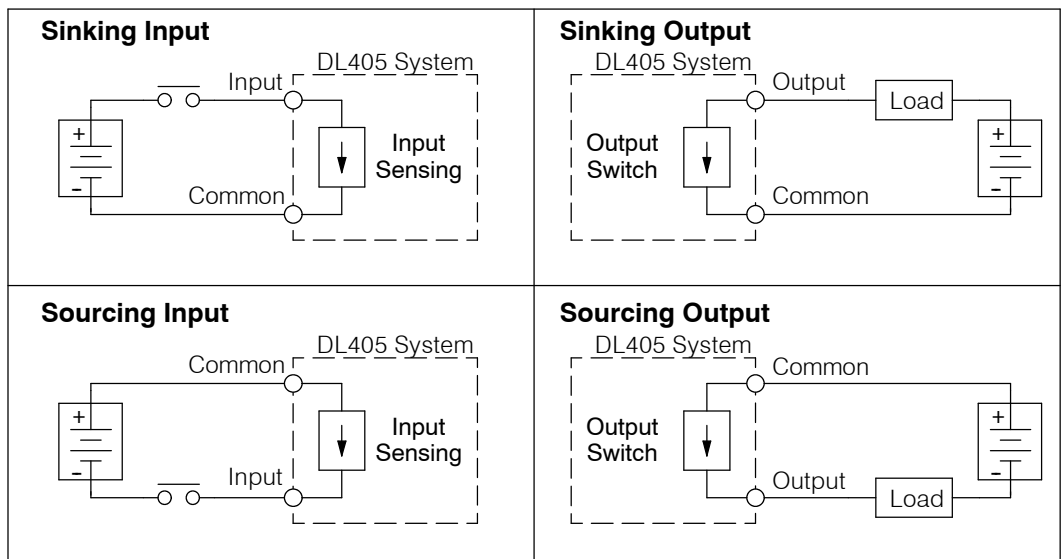 Sinking Input
DL405 System
Input
+
-
Input
Sensing
Common
Sinking Output
DL405 System
Output
Load
Output
Switch
+
-
Common
Sourcing Input
DL405 System
Common
+
-
Input
Sensing
Input
Sourcing Output
DL405 System
Common
Output
Switch
+
-
Output
Load